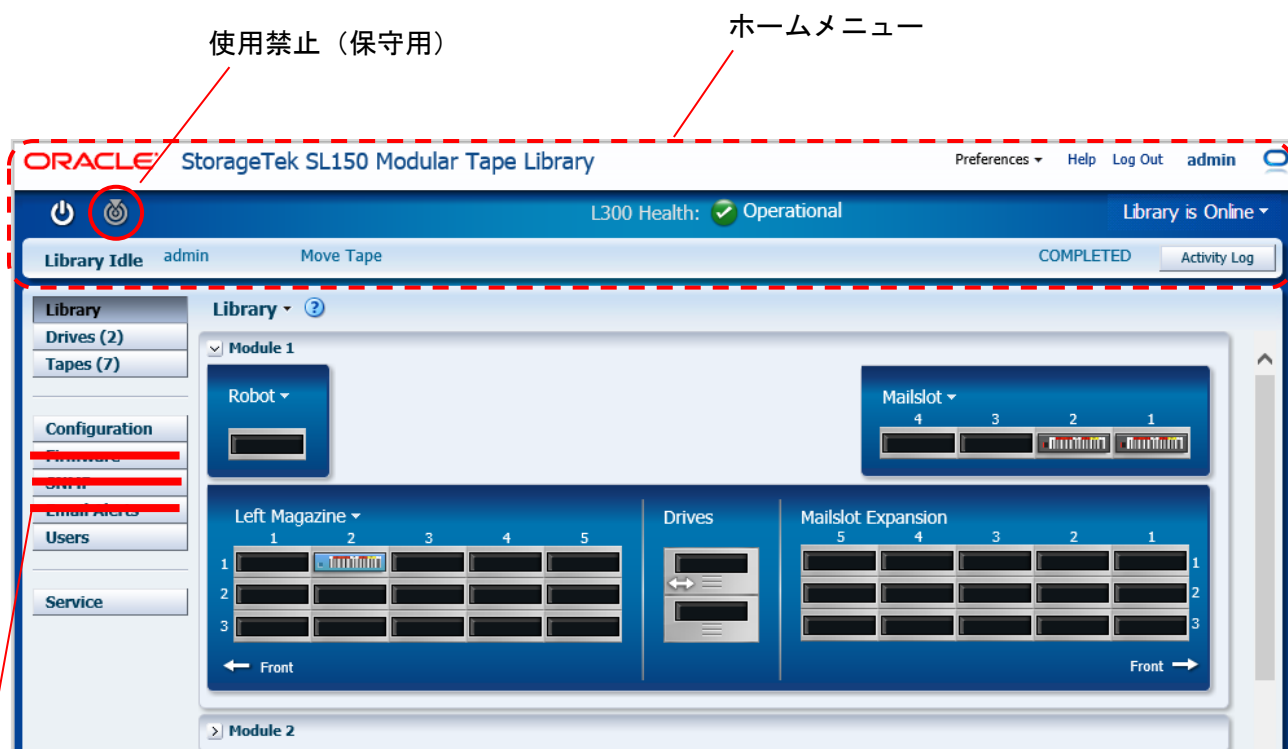 使用禁止（保守用）
ホームメニュー
ORACLE StorageTek SL150 Modular Tape Library
Preferences Help Log Out admin
L300 Health: Operational
Library is Online
Library Idle admin Move Tape COMPLETED Activity Log
Library
Drives (2)
Tapes (7)
Configuration
Firmware
SNMP
Email Alerts
Users
Service
Library ?
Module 1
Robot
Mailslot
4 3 2 1
Left Magazine
1 2 3 4 5
1
2
3
Front
Drives
Mailslot Expansion
5 4 3 2 1
1
2
3
Front
Module 2